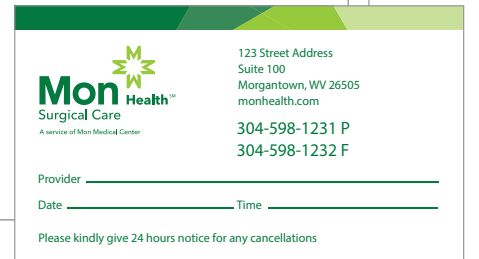 Mon Health℠
Surgical Care
A service of Mon Medical Center
123 Street Address
Suite 100
Morgantown, WV 26505
monhealth.com
304-598-1231 P
304-598-1232 F
Provider
Date Time
Please kindly give 24 hours notice for any cancellations